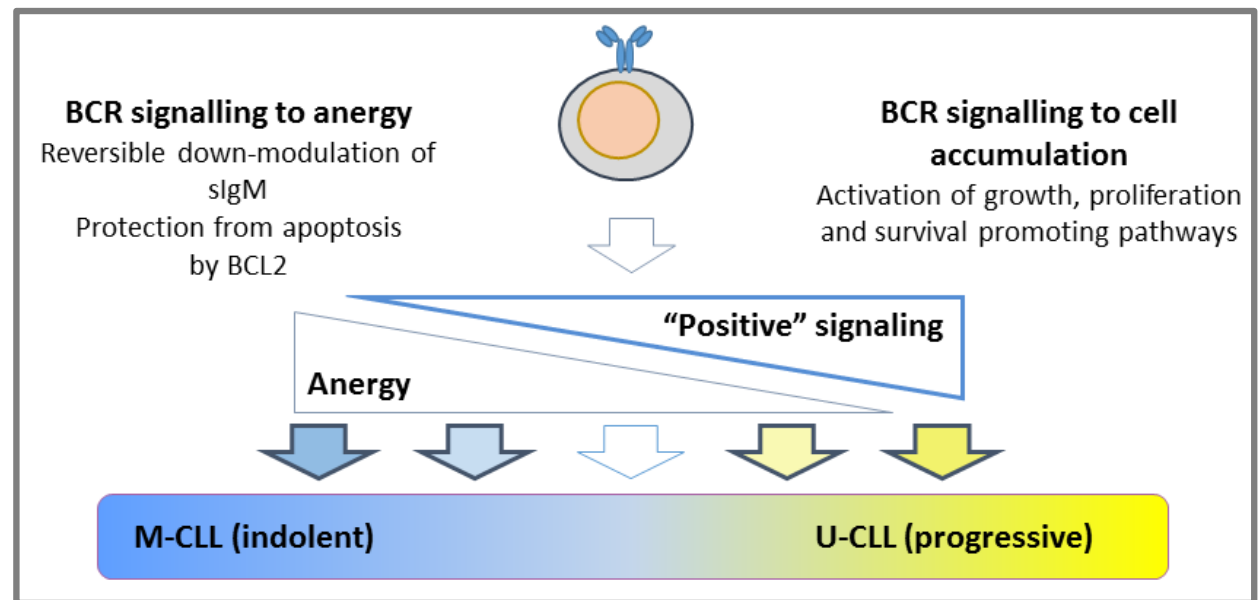 BCR signalling to anergy
Reversible down-modulation of
sIgM
Protection from apoptosis
by BCL2
BCR signalling to cell
accumulation
Activation of growth, proliferation
and survival promoting pathways
“Positive” signaling
Anergy
M-CLL (indolent)
U-CLL (progressive)